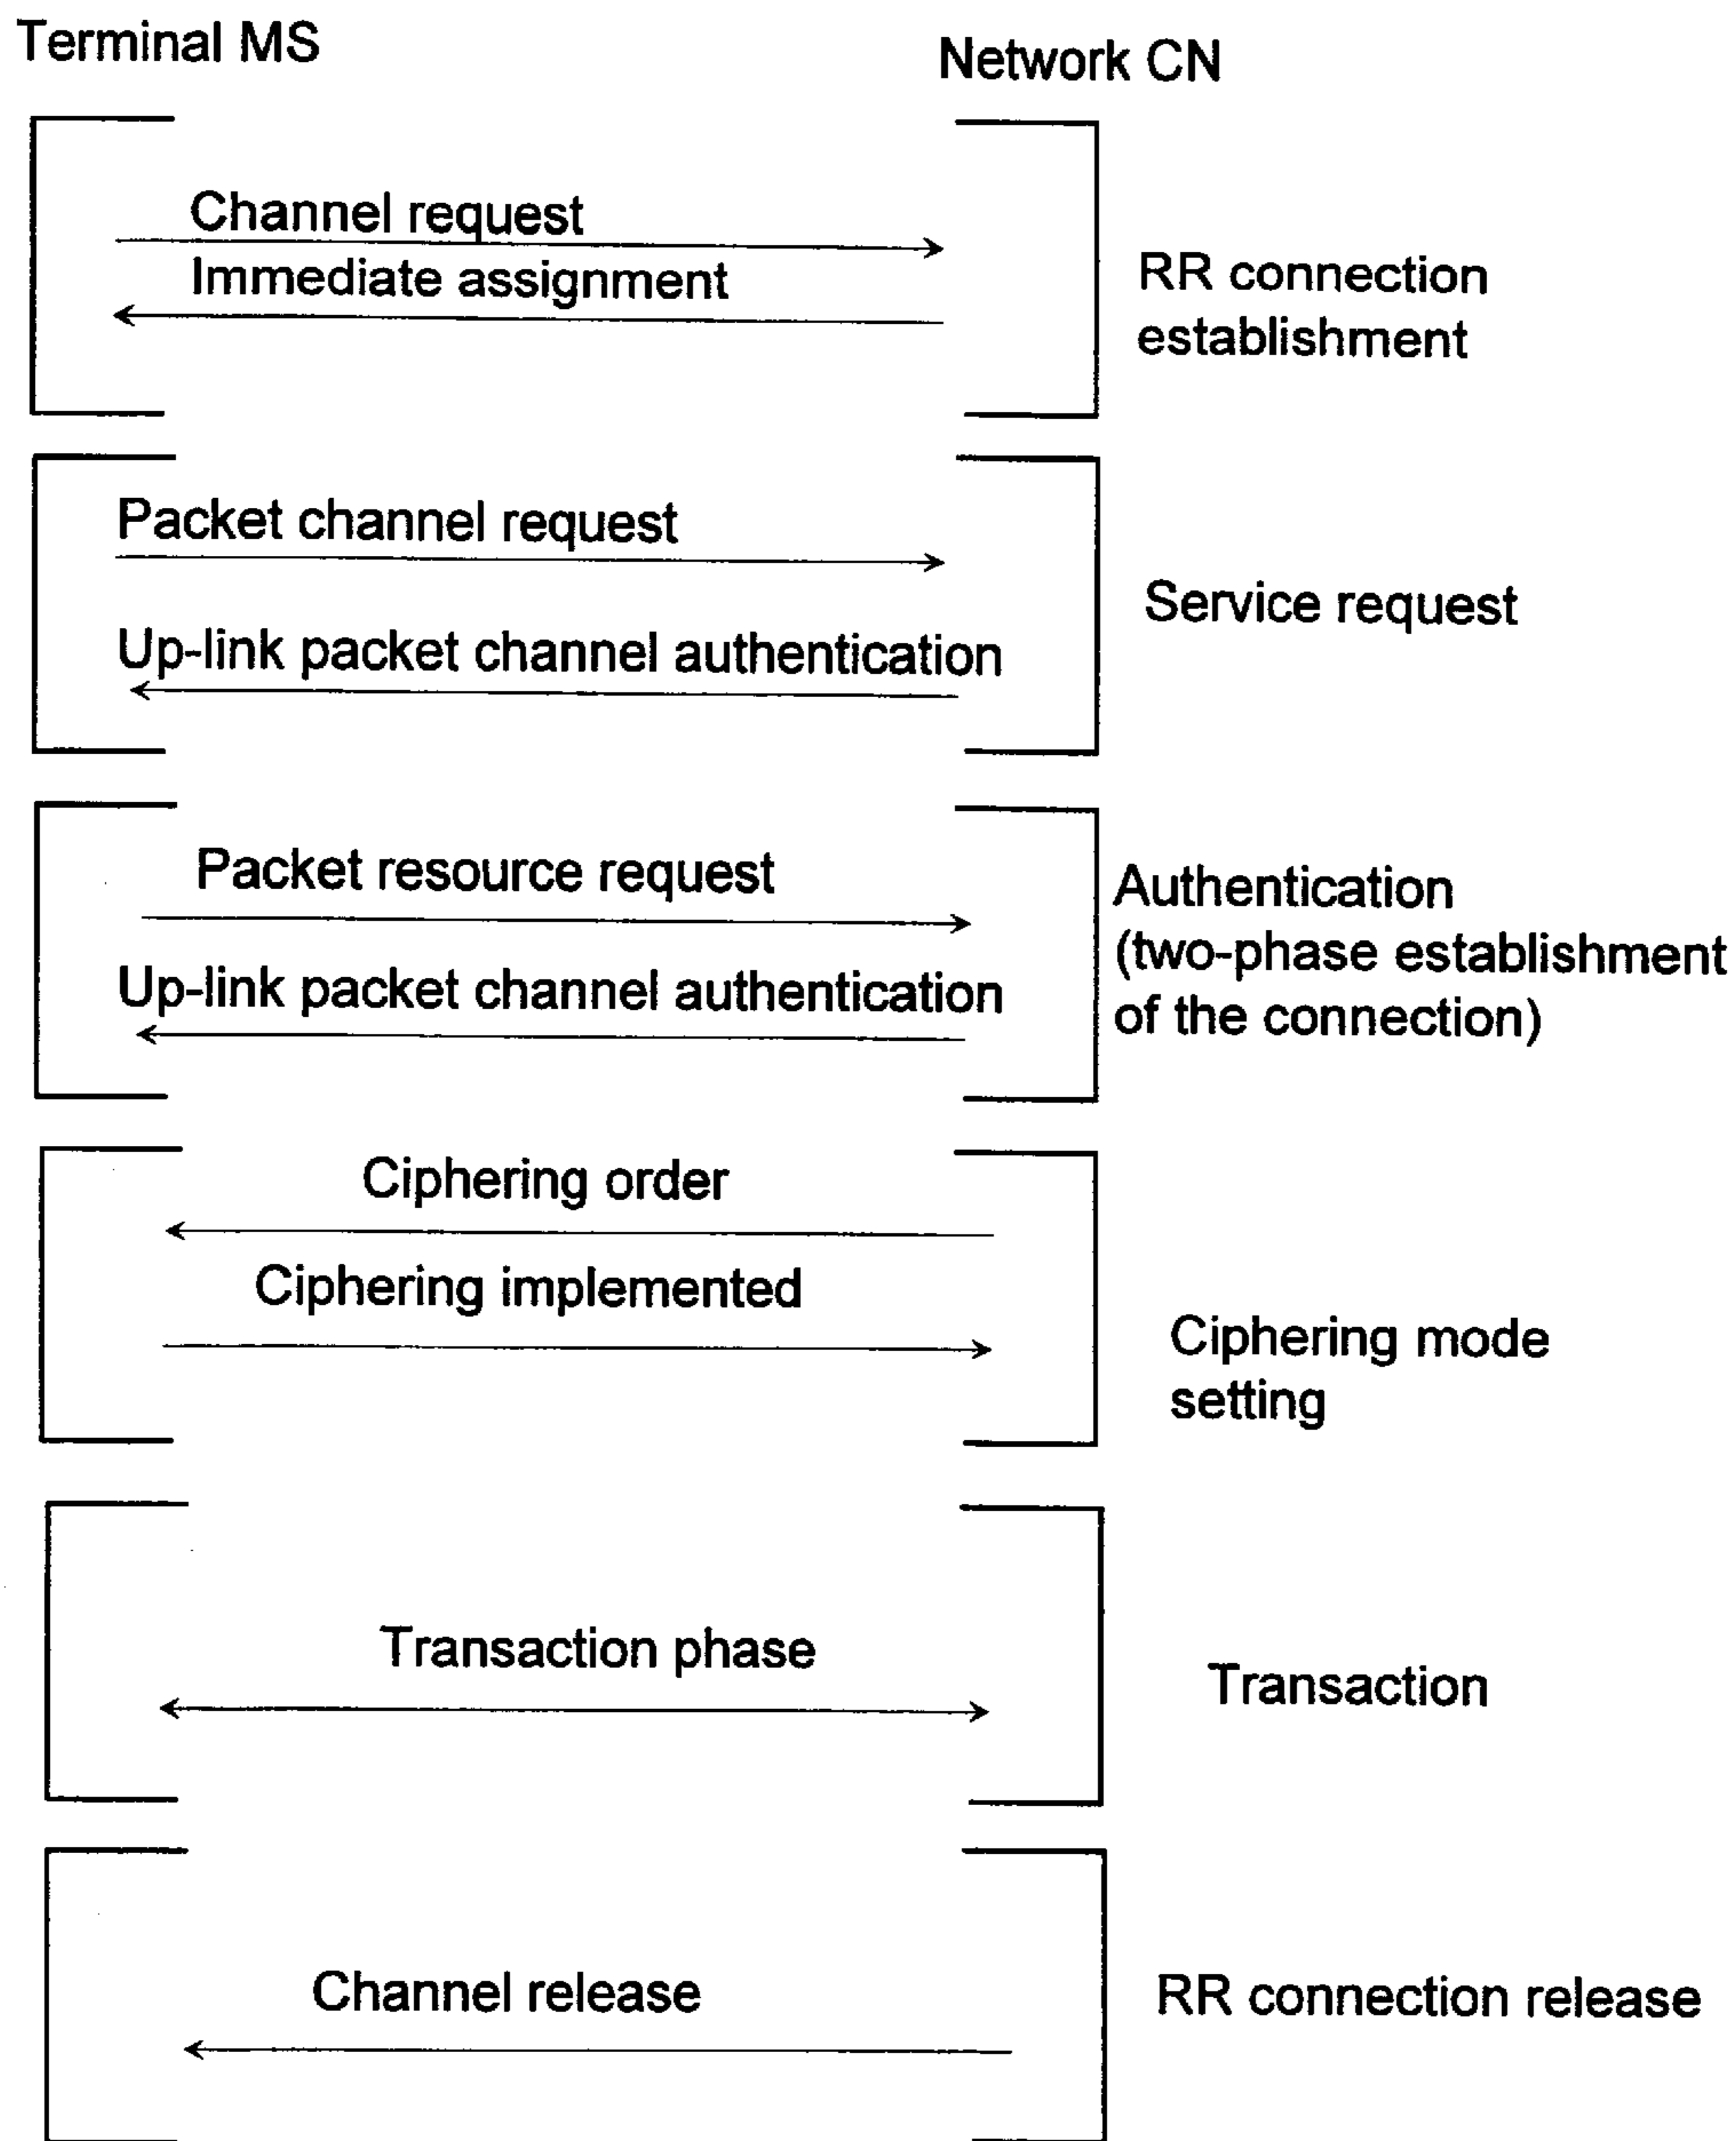 Terminal MS
Network CN
Channel request
Immediate assignment
RR connection
establishment
Packet channel request
Up-link packet channel authentication
Service request
Packet resource request
Up-link packet channel authentication
Authentication
(two-phase establishment
of the connection)
Ciphering order
Ciphering implemented
Ciphering mode
setting
Transaction phase
Transaction
Channel release
RR connection release